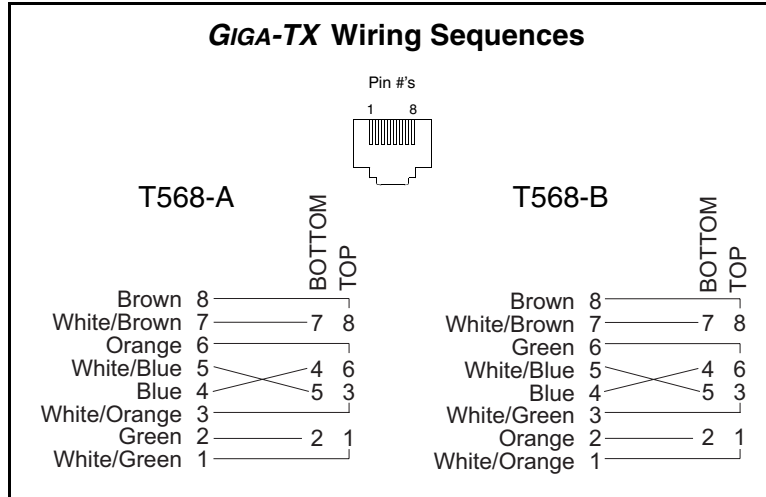 GIGA-TX Wiring Sequences
Pin #'s
1 8
T568-A
BOTTOM
TOP
Brown 8
White/Brown 7 7 8
Orange 6
White/Blue 5 4 6
Blue 4 5 3
White/Orange 3
Green 2 2 1
White/Green 1
T568-B
BOTTOM
TOP
Brown 8
White/Brown 7 7 8
Green 6
White/Blue 5 4 6
Blue 4 5 3
White/Green 3
Orange 2 2 1
White/Orange 1